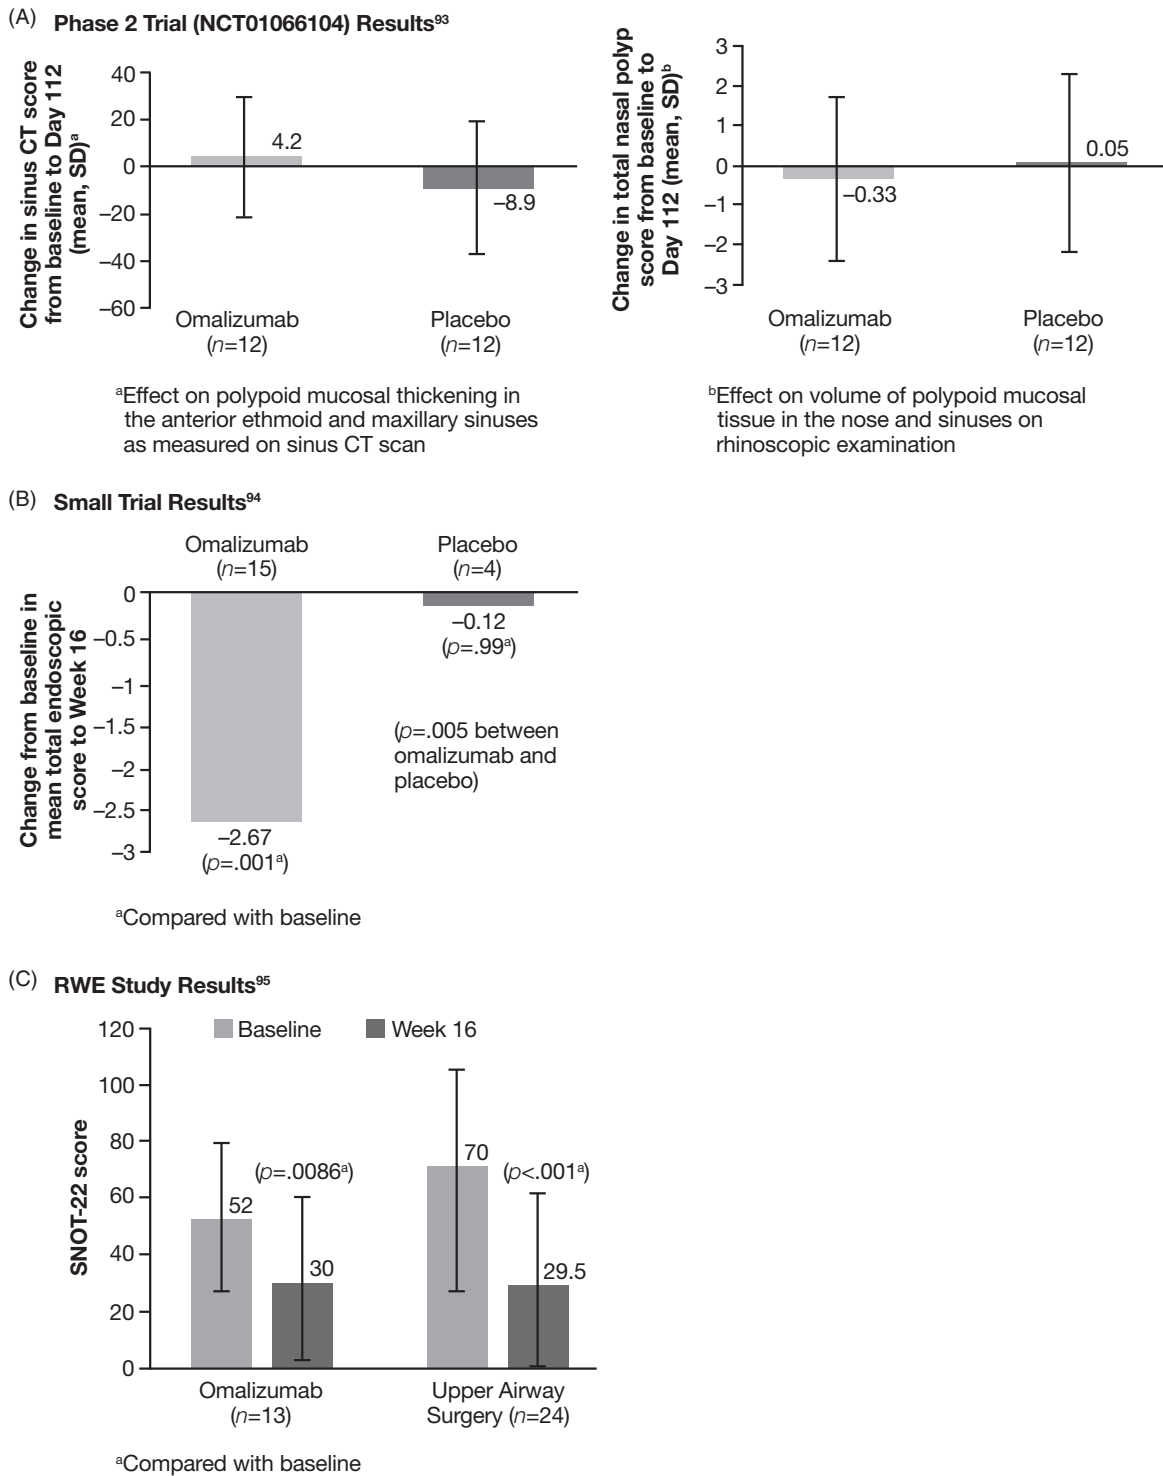 (A) Phase 2 Trial (NCT01066104) Results⁹³
Change in sinus CT score
from baseline to Day 112
(mean, SD)ᵃ
40
20
0
–20
–40
–60
4.2
–8.9
Omalizumab
(n=12)
Placebo
(n=12)
ᵃEffect on polypoid mucosal thickening in
the anterior ethmoid and maxillary sinuses
as measured on sinus CT scan
Change in total nasal polyp
score from baseline to
Day 112 (mean, SD)ᵇ
3
2
1
0
–1
–2
–3
–0.33
0.05
Omalizumab
(n=12)
Placebo
(n=12)
ᵇEffect on volume of polypoid mucosal
tissue in the nose and sinuses on
rhinoscopic examination
(B) Small Trial Results⁹⁴
Omalizumab
(n=15)
Placebo
(n=4)
Change from baseline in
mean total endoscopic
score to Week 16
0
–0.5
–1
–1.5
–2
–2.5
–3
–0.12
(p=.99ᵃ)
(p=.005 between
omalizumab and
placebo)
–2.67
(p=.001ᵃ)
ᵃCompared with baseline
(C) RWE Study Results⁹⁵
Baseline
Week 16
SNOT-22 score
120
100
80
60
40
20
0
52
(p=.0086ᵃ)
30
70
(p<.001ᵃ)
29.5
Omalizumab
(n=13)
Upper Airway
Surgery (n=24)
ᵃCompared with baseline